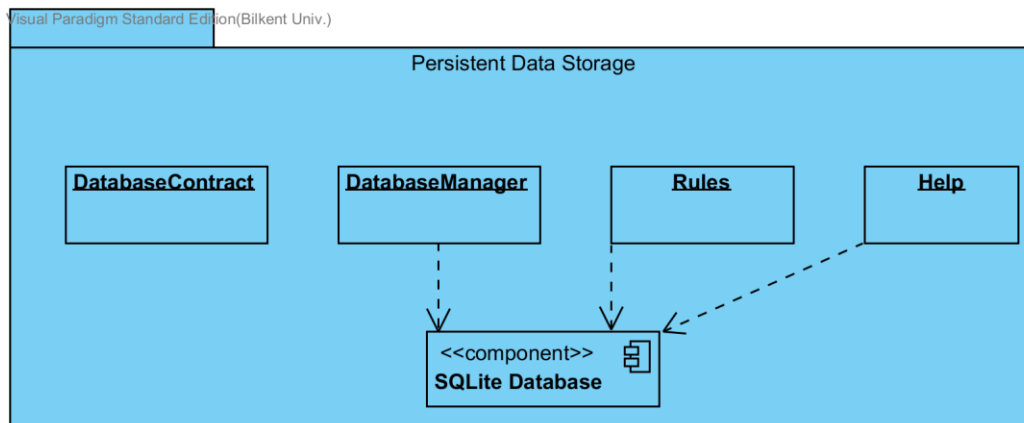 Visual Paradigm Standard Edition(Bilkent Univ.)
Persistent Data Storage
DatabaseContract
DatabaseManager
Rules
Help
<<component>>
SQLite Database